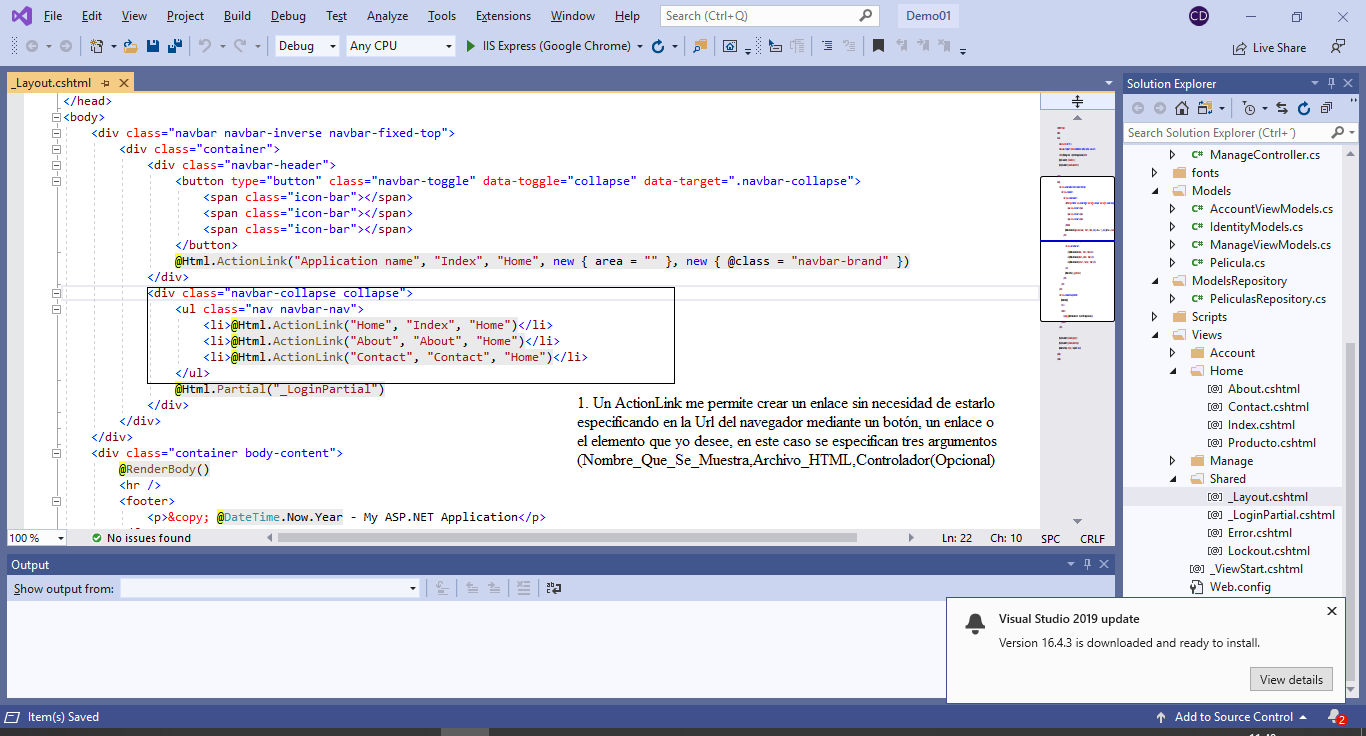 File Edit View Project Build Debug Test Analyze Tools Extensions Window Help Search (Ctrl+Q) Demo01 CD
Debug Any CPU IIS Express (Google Chrome) Live Share
_Layout.cshtml
</head>
<body>
<div class="navbar navbar-inverse navbar-fixed-top">
<div class="container">
<div class="navbar-header">
<button type="button" class="navbar-toggle" data-toggle="collapse" data-target=".navbar-collapse">
<span class="icon-bar"></span>
<span class="icon-bar"></span>
<span class="icon-bar"></span>
</button>
@Html.ActionLink("Application name", "Index", "Home", new { area = "" }, new { @class = "navbar-brand" })
</div>
<div class="navbar-collapse collapse">
<ul class="nav navbar-nav">
<li>@Html.ActionLink("Home", "Index", "Home")</li>
<li>@Html.ActionLink("About", "About", "Home")</li>
<li>@Html.ActionLink("Contact", "Contact", "Home")</li>
</ul>
@Html.Partial("_LoginPartial")
</div>
</div>
</div>
<div class="container body-content">
@RenderBody()
<hr />
<footer>
<p>&copy; @DateTime.Now.Year - My ASP.NET Application</p>
1. Un ActionLink me permite crear un enlace sin necesidad de estarlo
especificando en la Url del navegador mediante un botón, un enlace o
el elemento que yo desee, en este caso se especifican tres argumentos
(Nombre_Que_Se_Muestra,Archivo_HTML,Controlador(Opcional)
100 % No issues found Ln: 22 Ch: 10 SPC CRLF
Output
Show output from:
Solution Explorer
Search Solution Explorer (Ctrl+´)
C# ManageController.cs
fonts
Models
C# AccountViewModels.cs
C# IdentityModels.cs
C# ManageViewModels.cs
C# Pelicula.cs
ModelsRepository
C# PeliculasRepository.cs
Scripts
Views
Account
Home
[@] About.cshtml
[@] Contact.cshtml
[@] Index.cshtml
[@] Producto.cshtml
Manage
Shared
[@] _Layout.cshtml
[@] _LoginPartial.cshtml
[@] Error.cshtml
[@] Lockout.cshtml
[@] _ViewStart.cshtml
Web.config
Visual Studio 2019 update
Version 16.4.3 is downloaded and ready to install.
View details
Item(s) Saved Add to Source Control 2